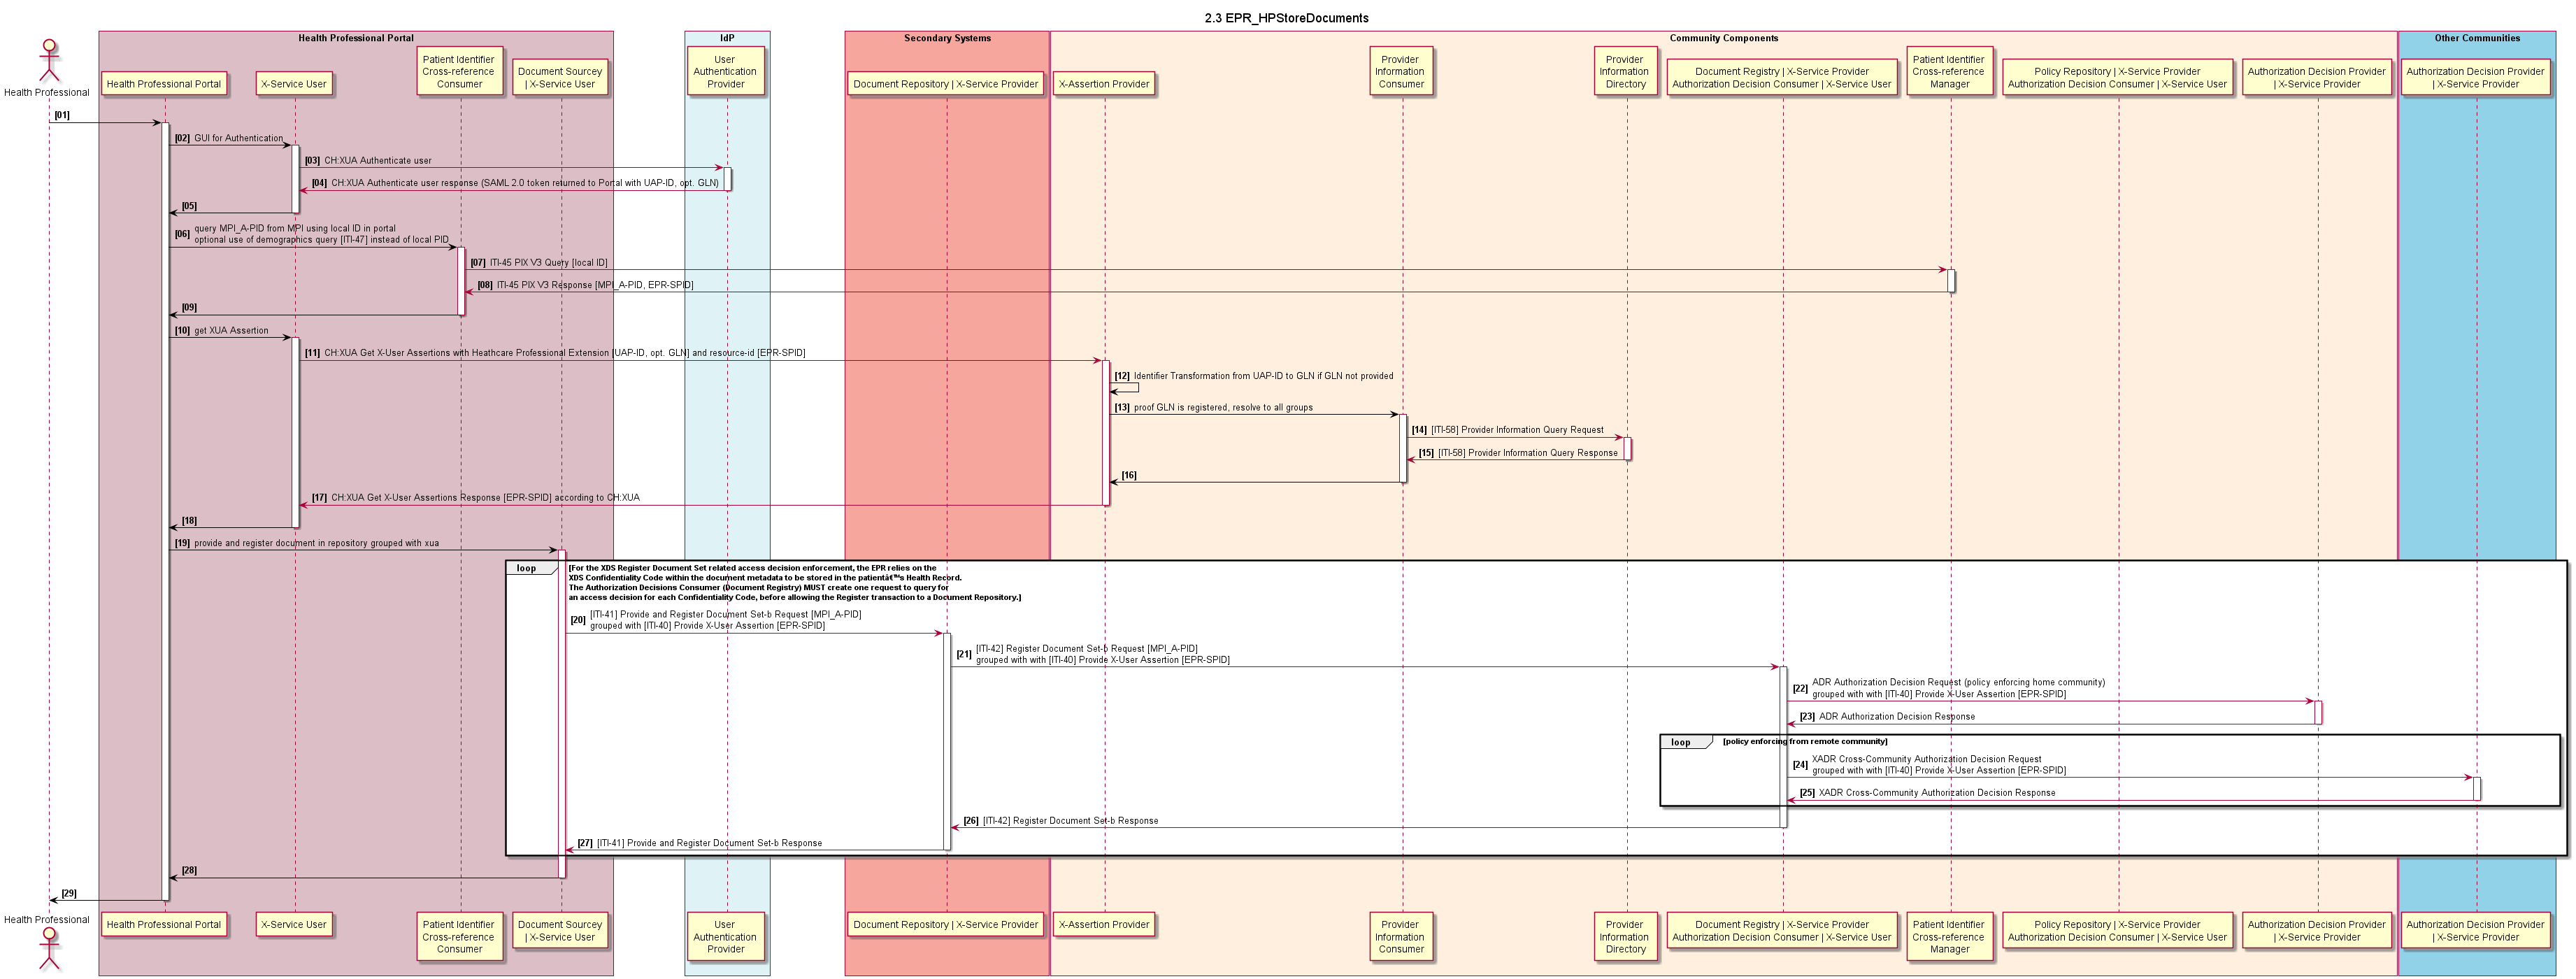 2.3 EPR_HPStoreDocuments
Health Professional Portal
IdP
Secondary Systems
Community Components
Other Communities
Health Professional
Health Professional Portal
X-Service User
Patient Identifier
Cross-reference
Consumer
Document Sourcey
| X-Service User
User
Authentication
Provider
Document Repository | X-Service Provider
X-Assertion Provider
Provider
Information
Consumer
Provider
Information
Directory
Document Registry | X-Service Provider
Authorization Decision Consumer | X-Service User
Patient Identifier
Cross-reference
Manager
Policy Repository | X-Service Provider
Authorization Decision Consumer | X-Service User
Authorization Decision Provider
| X-Service Provider
Authorization Decision Provider
| X-Service Provider
[01]
[02] GUI for Authentication
[03] CH:XUA Authenticate user
[04] CH:XUA Authenticate user response (SAML 2.0 token returned to Portal with UAP-ID, opt. GLN)
[05]
[06] query MPI_A-PID from MPI using local ID in portal
optional use of demographics query [ITI-47] instead of local PID
[07] ITI-45 PIX V3 Query [local ID]
[08] ITI-45 PIX V3 Response [MPI_A-PID, EPR-SPID]
[09]
[10] get XUA Assertion
[11] CH:XUA Get X-User Assertions with Heathcare Professional Extension [UAP-ID, opt. GLN] and resource-id [EPR-SPID]
[12] Identifier Transformation from UAP-ID to GLN if GLN not provided
[13] proof GLN is registered, resolve to all groups
[14] [ITI-58] Provider Information Query Request
[15] [ITI-58] Provider Information Query Response
[16]
[17] CH:XUA Get X-User Assertions Response [EPR-SPID] according to CH:XUA
[18]
[19] provide and register document in repository grouped with xua
loop
[For the XDS Register Document Set related access decision enforcement, the EPR relies on the
XDS Confidentiality Code within the document metadata to be stored in the patientâ€™s Health Record.
The Authorization Decisions Consumer (Document Registry) MUST create one request to query for
an access decision for each Confidentiality Code, before allowing the Register transaction to a Document Repository.]
[20] [ITI-41] Provide and Register Document Set-b Request [MPI_A-PID]
grouped with [ITI-40] Provide X-User Assertion [EPR-SPID]
[21] [ITI-42] Register Document Set-b Request [MPI_A-PID]
grouped with with [ITI-40] Provide X-User Assertion [EPR-SPID]
[22] ADR Authorization Decision Request (policy enforcing home community)
grouped with with [ITI-40] Provide X-User Assertion [EPR-SPID]
[23] ADR Authorization Decision Response
loop [policy enforcing from remote community]
[24] XADR Cross-Community Authorization Decision Request
grouped with with [ITI-40] Provide X-User Assertion [EPR-SPID]
[25] XADR Cross-Community Authorization Decision Response
[26] [ITI-42] Register Document Set-b Response
[27] [ITI-41] Provide and Register Document Set-b Response
[28]
[29]
Health Professional
Health Professional Portal
X-Service User
Patient Identifier
Cross-reference
Consumer
Document Sourcey
| X-Service User
User
Authentication
Provider
Document Repository | X-Service Provider
X-Assertion Provider
Provider
Information
Consumer
Provider
Information
Directory
Document Registry | X-Service Provider
Authorization Decision Consumer | X-Service User
Patient Identifier
Cross-reference
Manager
Policy Repository | X-Service Provider
Authorization Decision Consumer | X-Service User
Authorization Decision Provider
| X-Service Provider
Authorization Decision Provider
| X-Service Provider